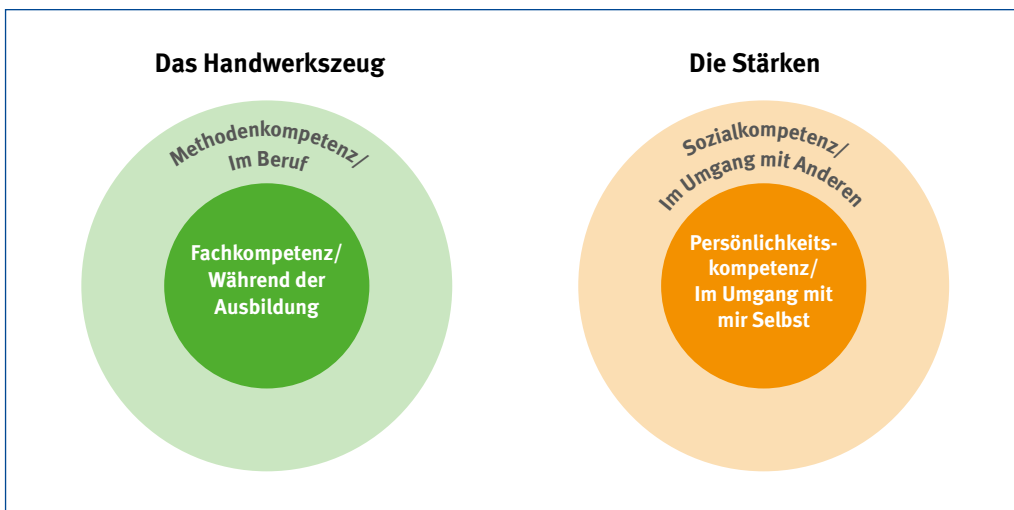 Das Handwerkszeug
Methodenkompetenz/
Im Beruf
Fachkompetenz/
Während der
Ausbildung
Die Stärken
Sozialkompetenz/
Im Umgang mit Anderen
Persönlichkeits-
kompetenz/
Im Umgang mit
mir Selbst